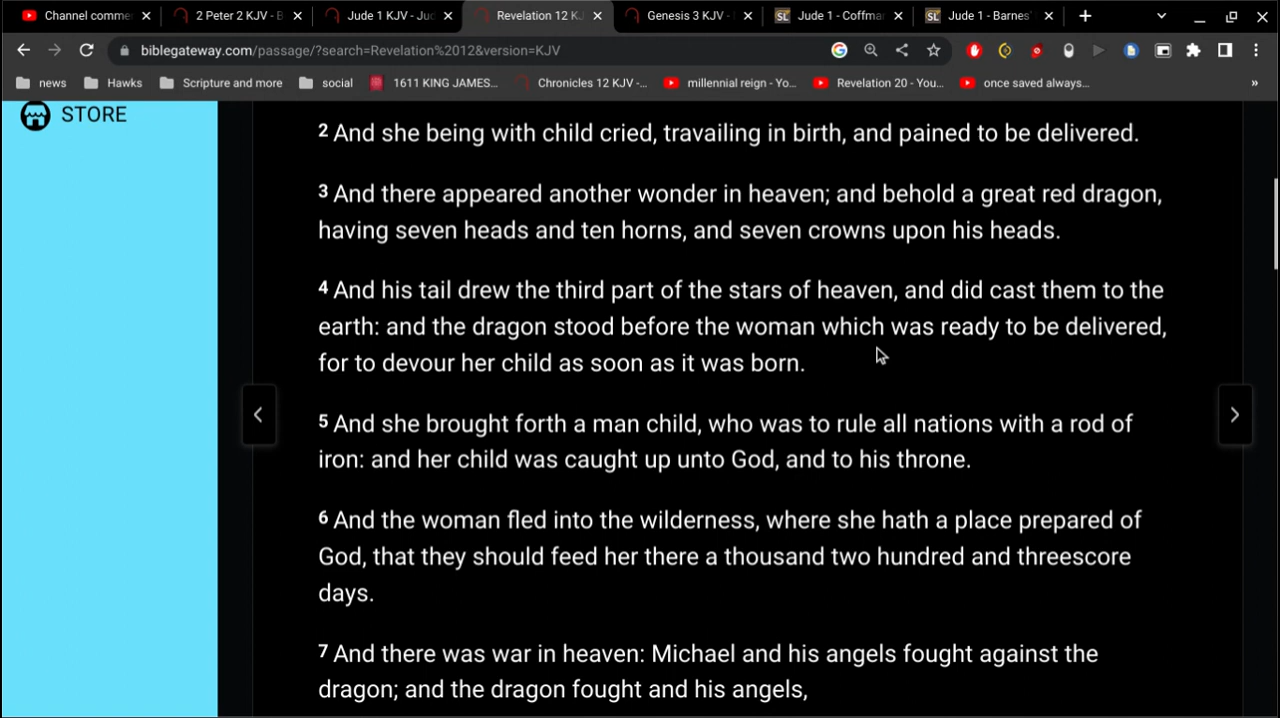 Channel comme
2 Peter 2 KJV - B
Jude 1 KJV - Jud
Revelation 12 KJ
Genesis 3 KJV -
SL Jude 1 - Coffma
SL Jude 1 - Barnes'
biblegateway.com/passage/?search=Revelation%2012&version=KJV
news Hawks Scripture and more social 1611 KING JAMES... Chronicles 12 KJV -... millennial reign - Yo... Revelation 20 - You... once saved always... »
STORE
2 And she being with child cried, travailing in birth, and pained to be delivered.
3 And there appeared another wonder in heaven; and behold a great red dragon,
having seven heads and ten horns, and seven crowns upon his heads.
4 And his tail drew the third part of the stars of heaven, and did cast them to the
earth: and the dragon stood before the woman which was ready to be delivered,
for to devour her child as soon as it was born.
5 And she brought forth a man child, who was to rule all nations with a rod of
iron: and her child was caught up unto God, and to his throne.
6 And the woman fled into the wilderness, where she hath a place prepared of
God, that they should feed her there a thousand two hundred and threescore
days.
7 And there was war in heaven: Michael and his angels fought against the
dragon; and the dragon fought and his angels,